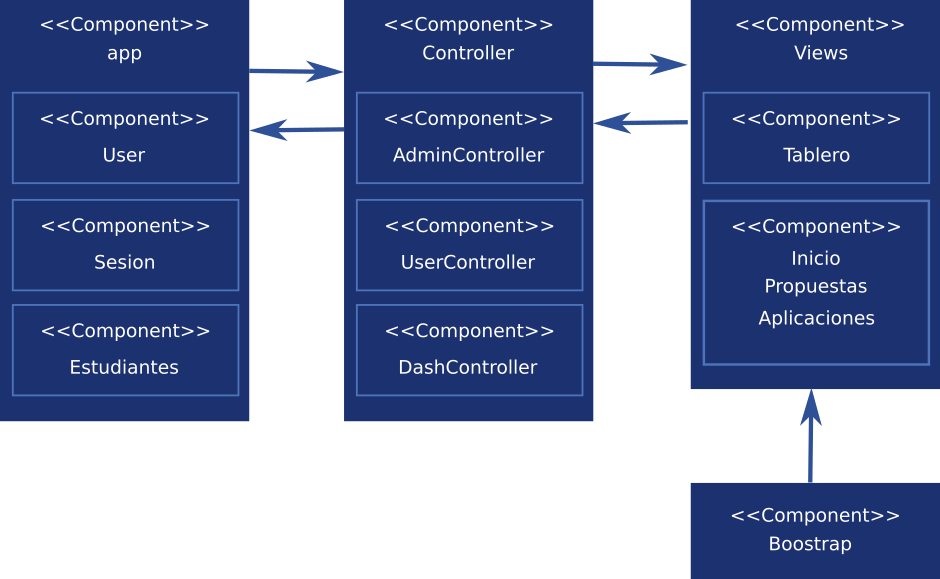 <<Component>>
app
<<Component>>
User
<<Component>>
Sesion
<<Component>>
Estudiantes
<<Component>>
Controller
<<Component>>
AdminController
<<Component>>
UserController
<<Component>>
DashController
<<Component>>
Views
<<Component>>
Tablero
<<Component>>
Inicio
Propuestas
Aplicaciones
<<Component>>
Boostrap